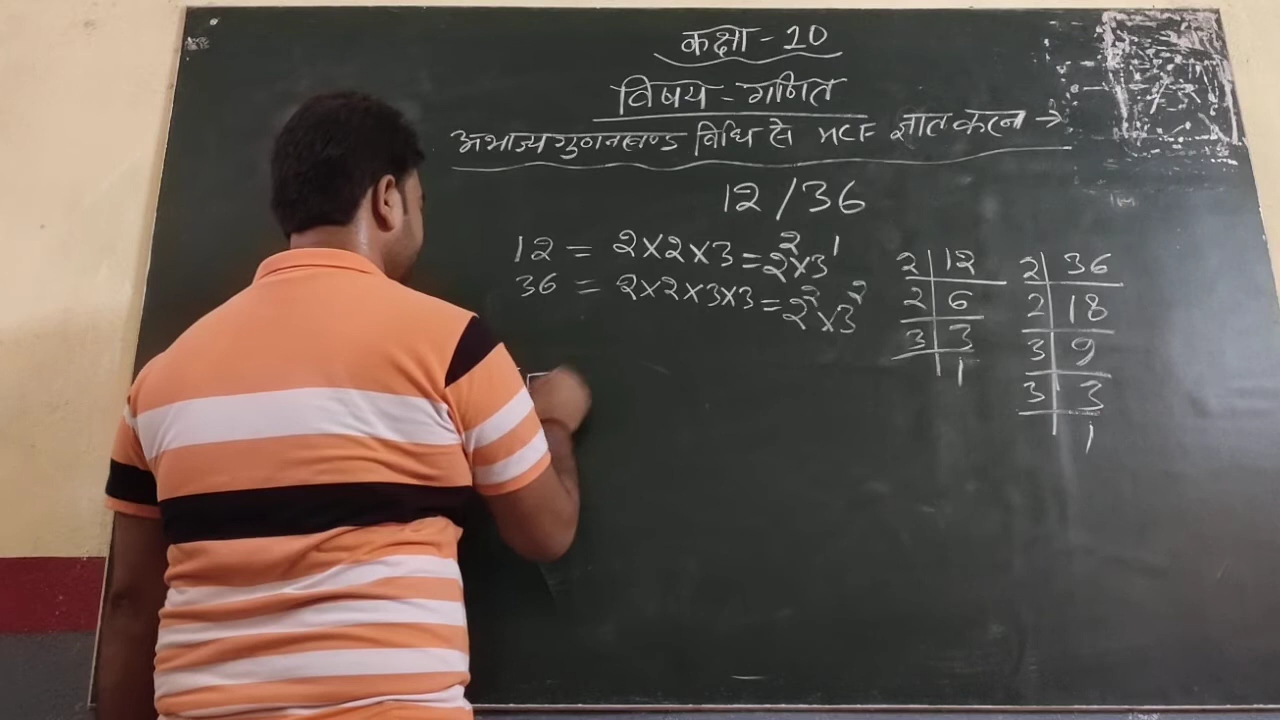 कक्षा - 10
विषय - गणित
अभाज्य गुणनखण्ड विधि से HCF ज्ञात करना →
12 / 36
12 = 2×2×3 = 2²×3¹
36 = 2×2×3×3 = 2²×3²
2 | 12
2 | 6
3 | 3
| 1
2 | 36
2 | 18
3 | 9
3 | 3
| 1